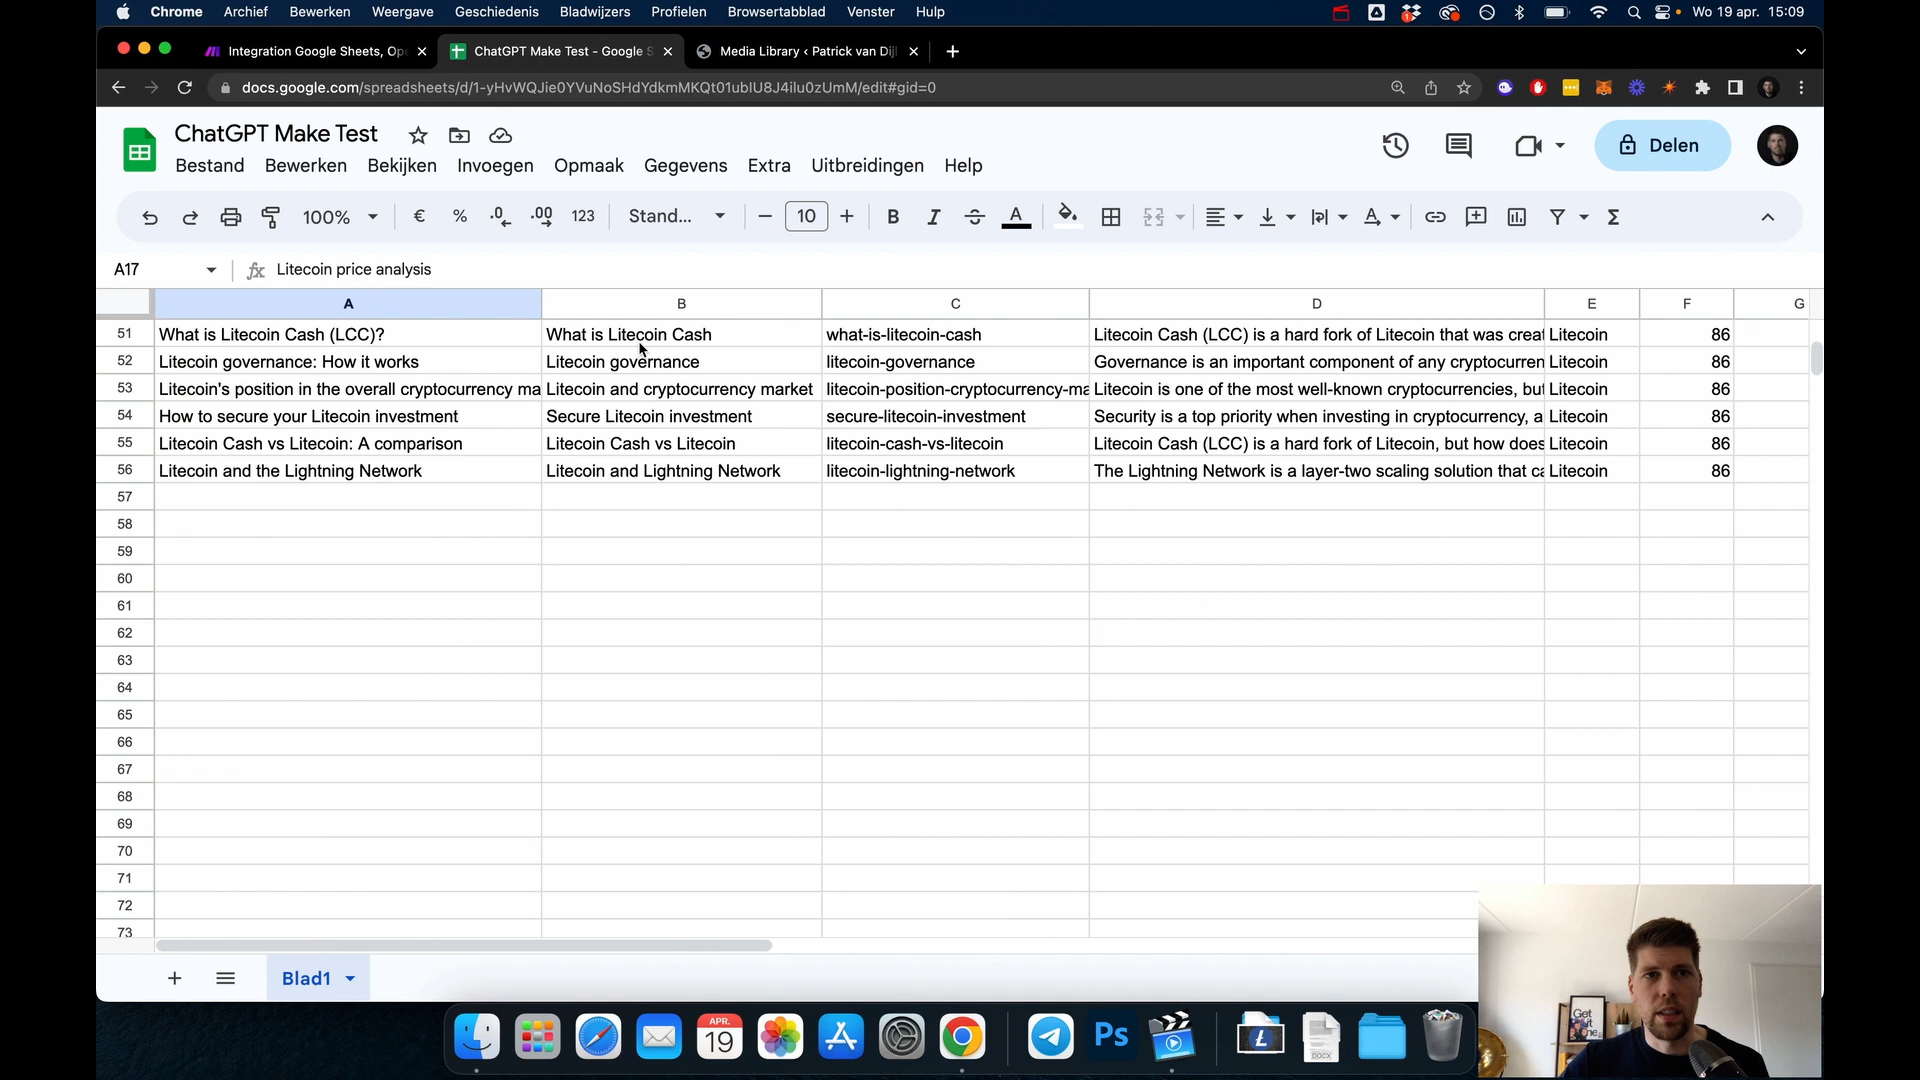 Chrome Archief Bewerken Weergave Geschiedenis Bladwijzers Profielen Browsertabblad Venster Help Wo 19 apr. 15:09
Integration Google Sheets, Op ChatGPT Make Test - Google S Media Library ‹ Patrick van Dij
docs.google.com/spreadsheets/d/1-yHvWQJie0YVuNoSHdYdkmMKQt01ublU8J4ilu0zUmM/edit#gid=0
ChatGPT Make Test
Delen
Bestand Bewerken Bekijken Invoegen Opmaak Gegevens Extra Uitbreidingen Help
100% € % .0 .00 123 Stand... 10 B I A Σ
A17 fx Litecoin price analysis
A B C D E F G
51 What is Litecoin Cash (LCC)? What is Litecoin Cash what-is-litecoin-cash Litecoin Cash (LCC) is a hard fork of Litecoin that was crea Litecoin 86
52 Litecoin governance: How it works Litecoin governance litecoin-governance Governance is an important component of any cryptocurren Litecoin 86
53 Litecoin's position in the overall cryptocurrency ma Litecoin and cryptocurrency market litecoin-position-cryptocurrency-ma Litecoin is one of the most well-known cryptocurrencies, but Litecoin 86
54 How to secure your Litecoin investment Secure Litecoin investment secure-litecoin-investment Security is a top priority when investing in cryptocurrency, a Litecoin 86
55 Litecoin Cash vs Litecoin: A comparison Litecoin Cash vs Litecoin litecoin-cash-vs-litecoin Litecoin Cash (LCC) is a hard fork of Litecoin, but how does Litecoin 86
56 Litecoin and the Lightning Network Litecoin and Lightning Network litecoin-lightning-network The Lightning Network is a layer-two scaling solution that ca Litecoin 86
57
58
59
60
61
62
63
64
65
66
67
68
69
70
71
72
73
Blad1
Get it
APR.
19
Ps
DOCX